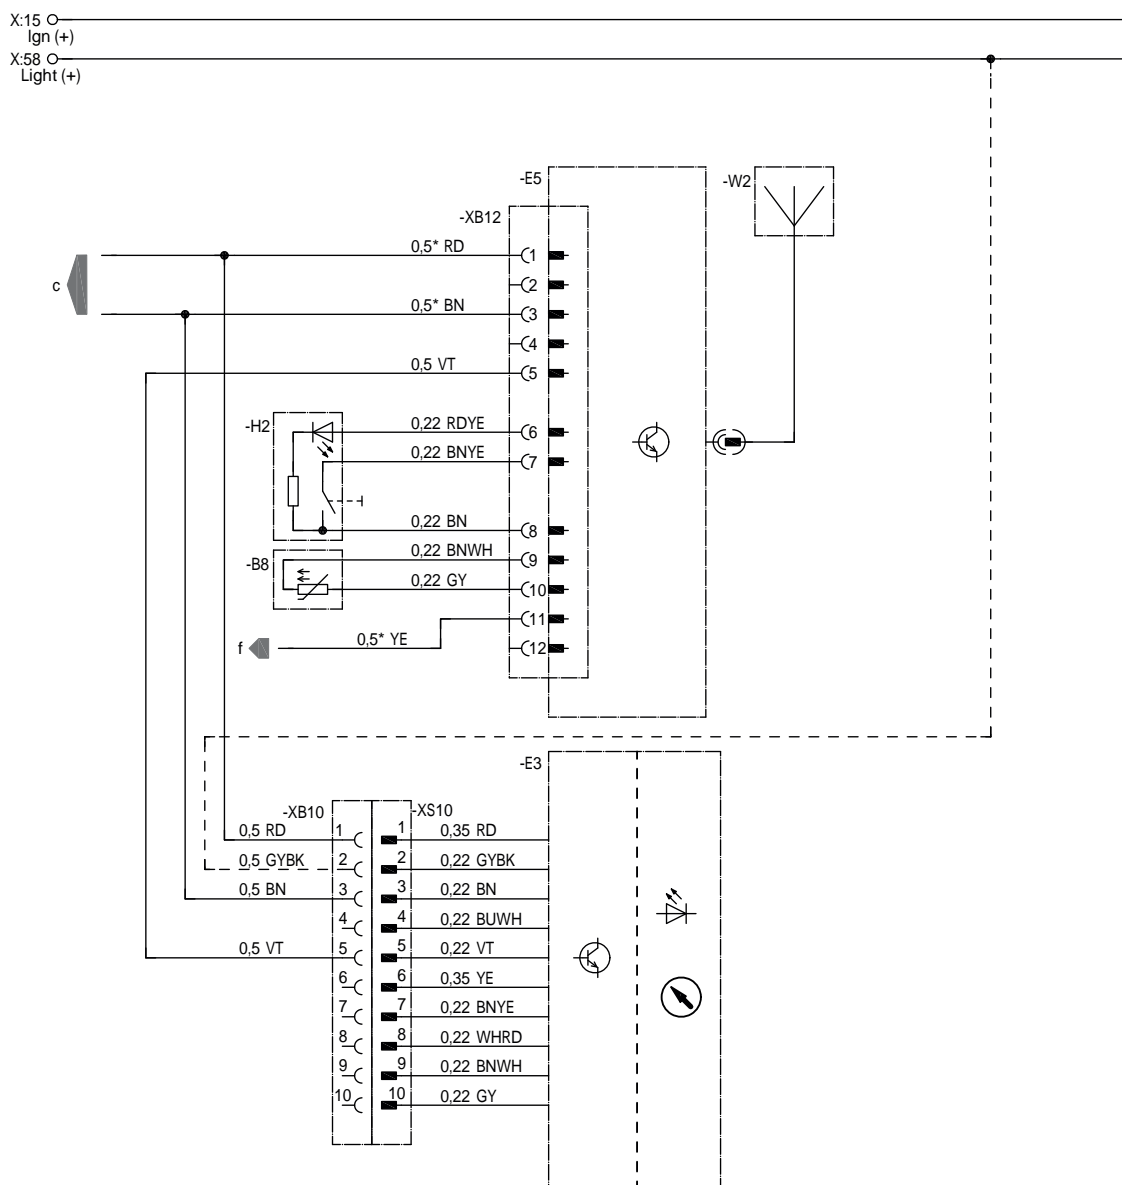 X:15
Ign (+)
X:58
Light (+)
-E5
-W2
-XB12
0,5* RD 1
c
2
0,5* BN 3
4
0,5 VT 5
-H2
0,22 RDYE 6
0,22 BNYE 7
0,22 BN 8
-B8
0,22 BNWH 9
0,22 GY 10
11
f 0,5* YE 12
-E3
-XB10 -XS10
0,5 RD 1 1 0,35 RD
0,5 GYBK 2 2 0,22 GYBK
0,5 BN 3 3 0,22 BN
4 4 0,22 BUWH
0,5 VT 5 5 0,22 VT
6 6 0,35 YE
7 7 0,22 BNYE
8 8 0,22 WHRD
9 9 0,22 BNWH
10 10 0,22 GY